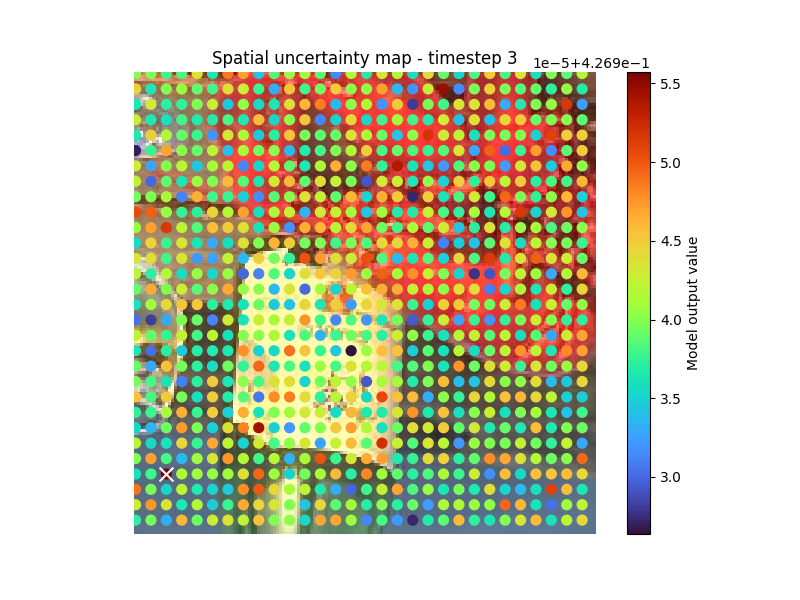 Spatial uncertainty map - timestep 3
1e-5+4.269e-1
5.5
5.0
4.5
4.0
3.5
3.0
Model output value